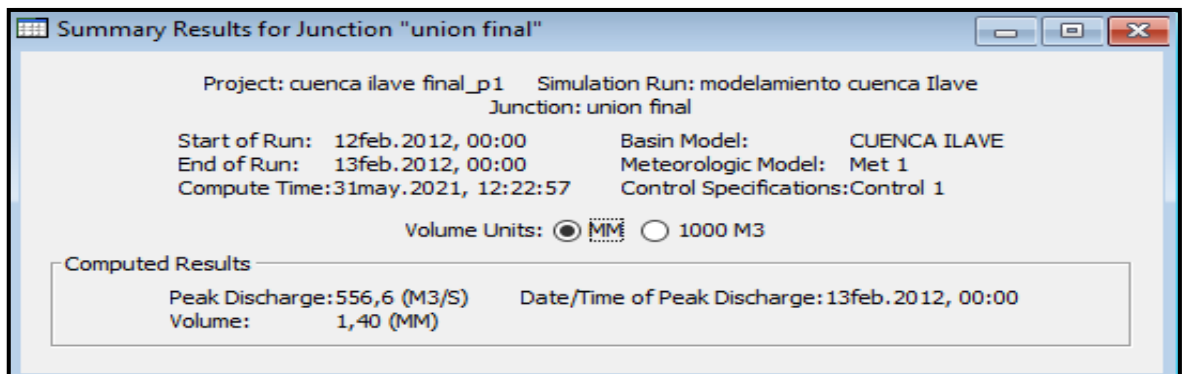 Summary Results for Junction "union final"
Project: cuenca ilave final_p1 Simulation Run: modelamiento cuenca Ilave
Junction: union final
Start of Run: 12feb.2012, 00:00 Basin Model: CUENCA ILAVE
End of Run: 13feb.2012, 00:00 Meteorologic Model: Met 1
Compute Time:31may.2021, 12:22:57 Control Specifications:Control 1
Volume Units: MM 1000 M3
Computed Results
Peak Discharge:556,6 (M3/S) Date/Time of Peak Discharge:13feb.2012, 00:00
Volume: 1,40 (MM)